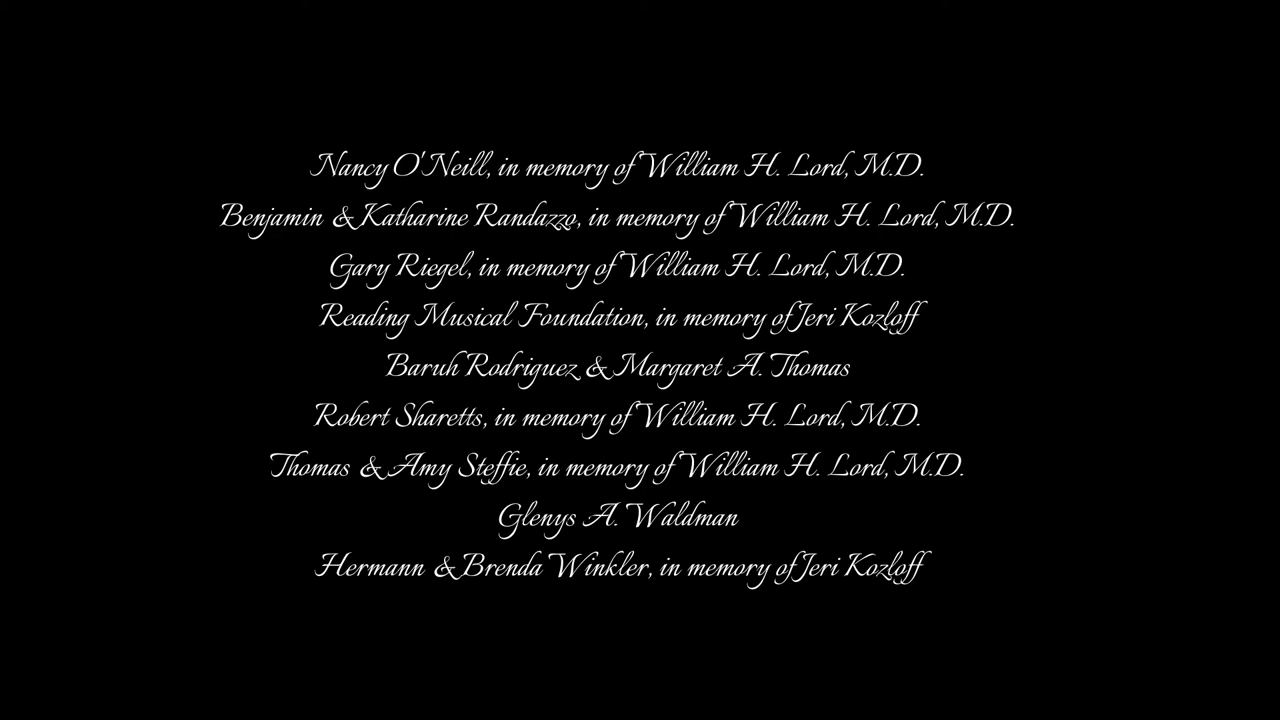 Nancy O'Neill, in memory of William H. Lord, M.D.
Benjamin & Katharine Randazzo, in memory of William H. Lord, M.D.
Gary Riegel, in memory of William H. Lord, M.D.
Reading Musical Foundation, in memory of Jeri Kozloff
Baruh Rodriguez & Margaret A. Thomas
Robert Sharetts, in memory of William H. Lord, M.D.
Thomas & Amy Steffie, in memory of William H. Lord, M.D.
Glenys A. Waldman
Hermann & Brenda Winkler, in memory of Jeri Kozloff